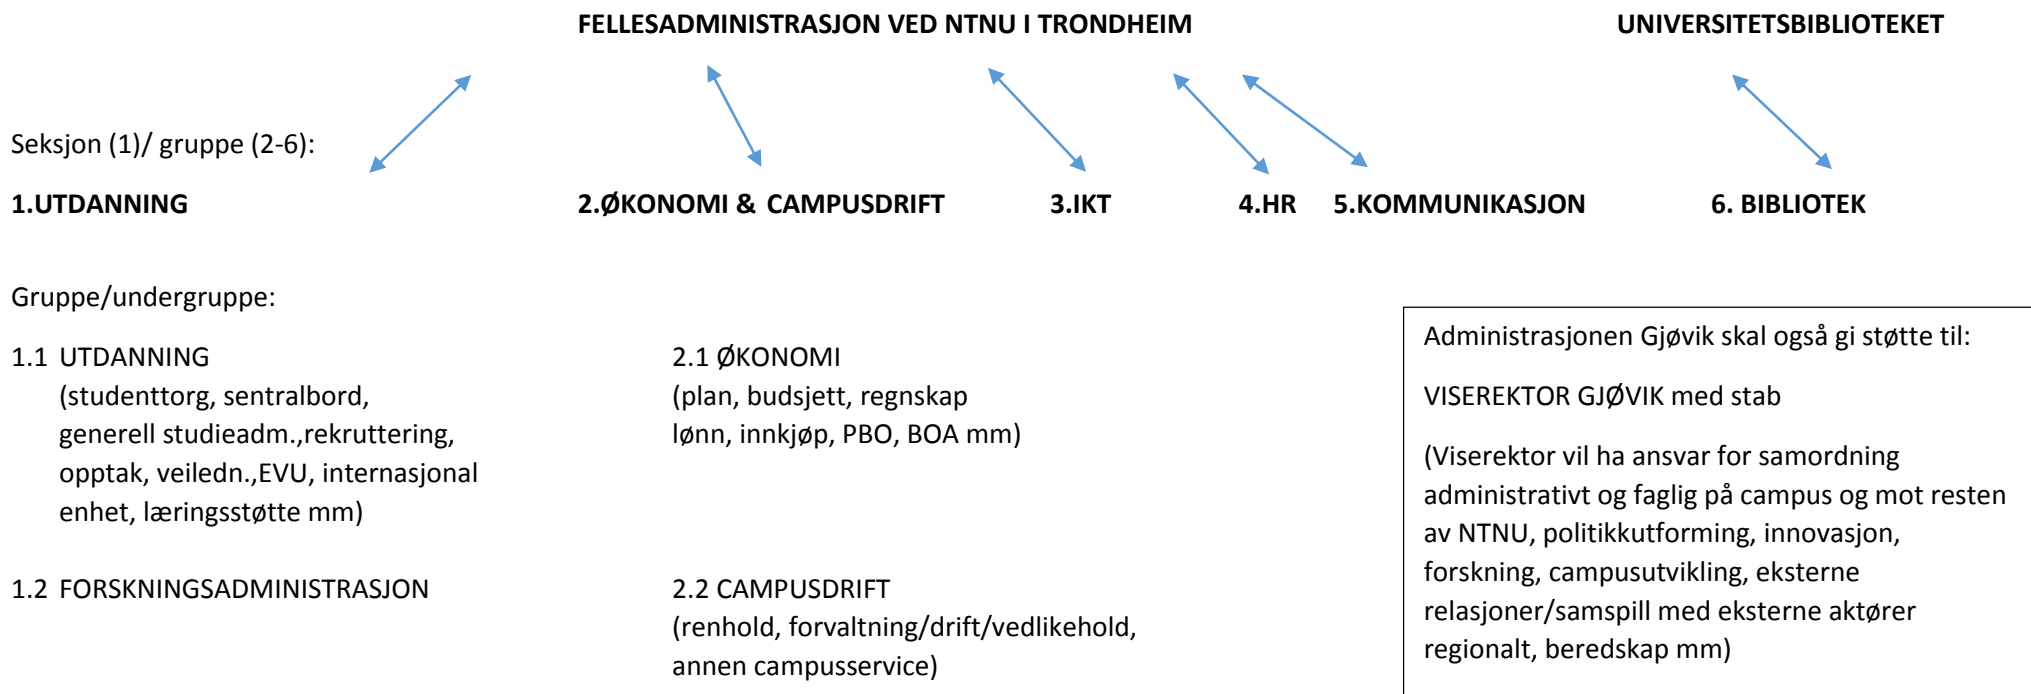 FELLESADMINISTRASJON VED NTNU I TRONDHEIM
UNIVERSITETSBIBLIOTEKET
Seksjon (1)/ gruppe (2-6):
1.UTDANNING
2.ØKONOMI & CAMPUSDRIFT
3.IKT
4.HR
5.KOMMUNIKASJON
6. BIBLIOTEK
Gruppe/undergruppe:
1.1 UTDANNING
(studenttorg, sentralbord,
generell studieadm.,rekruttering,
opptak, veiledn.,EVU, internasjonal
enhet, læringsstøtte mm)
1.2 FORSKNINGSADMINISTRASJON
2.1 ØKONOMI
(plan, budsjett, regnskap
lønn, innkjøp, PBO, BOA mm)
2.2 CAMPUSDRIFT
(renhold, forvaltning/drift/vedlikehold,
annen campusservice)
Administrasjonen Gjøvik skal også gi støtte til:
VISEREKTOR GJØVIK med stab
(Viserektor vil ha ansvar for samordning
administrativt og faglig på campus og mot resten
av NTNU, politikkutforming, innovasjon,
forskning, campusutvikling, eksterne
relasjoner/samspill med eksterne aktører
regionalt, beredskap mm)